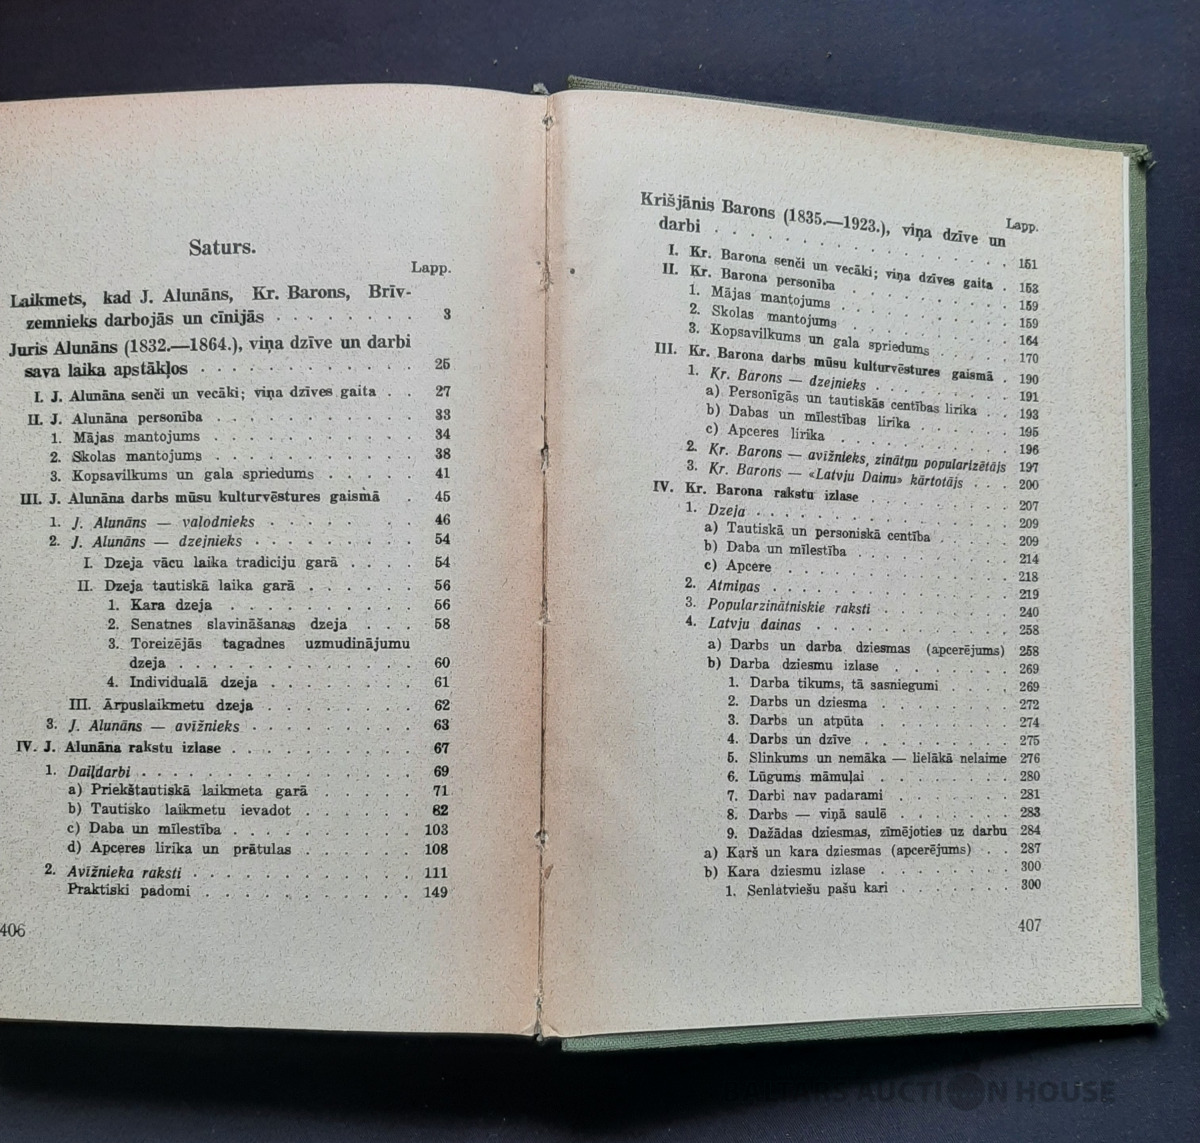 Saturs.
Lapp.
Laikmets, kad J. Alunāns, Kr. Barons, Brīv-
zemnieks darbojās un cīnijās . . . . . . . . 3
Juris Alunāns (1832.—1864.), viņa dzīve un darbi
sava laika apstākļos . . . . . . . . . . . . 25
I. J. Alunāna senči un vecāki; viņa dzīves gaita . . 27
II. J. Alunāna personība . . . . . . . . . . . 33
1. Mājas mantojums . . . . . . . . . . . 34
2. Skolas mantojums . . . . . . . . . . . 38
3. Kopsavilkums un gala spriedums . . . . . 41
III. J. Alunāna darbs mūsu kulturvēstures gaismā . 45
1. J. Alunāns — valodnieks . . . . . . . . 46
2. J. Alunāns — dzejnieks . . . . . . . . . 54
I. Dzeja vācu laika tradiciju garā . . . . 54
II. Dzeja tautiskā laika garā . . . . . . 56
1. Kara dzeja . . . . . . . . . . 56
2. Senatnes slavināšanas dzeja . . . 58
3. Toreizējās tagadnes uzmudinājumu
dzeja . . . . . . . . . . . . . 60
4. Individualā dzeja . . . . . . . . 61
III. Ārpuslaikmetu dzeja . . . . . . . . 62
3. J. Alunāns — avīžnieks . . . . . . . . . 63
IV. J. Alunāna rakstu izlase . . . . . . . . . . 67
1. Daiļdarbi . . . . . . . . . . . . . . . 69
a) Priekštautiskā laikmeta garā . . . . . 71
b) Tautisko laikmetu ievadot . . . . . . 82
c) Daba un mīlestība . . . . . . . . . . 103
d) Apceres lirika un prātulas . . . . . . 108
2. Avīžnieka raksti . . . . . . . . . . . . 111
Praktiski padomi . . . . . . . . . . . 149
406
Lapp.
Krišjānis Barons (1835.—1923.), viņa dzīve un
darbi . . . . . . . . . . . . . . . . . 151
I. Kr. Barona senči un vecāki; viņa dzīves gaita . 153
II. Kr. Barona personība . . . . . . . . . . 159
1. Mājas mantojums . . . . . . . . . . 159
2. Skolas mantojums . . . . . . . . . . 164
3. Kopsavilkums un gala spriedums . . . . 170
III. Kr. Barona darbs mūsu kulturvēstures gaismā . 190
1. Kr. Barons — dzejnieks . . . . . . . . 191
a) Personīgās un tautiskās centības lirika . . 193
b) Dabas un mīlestības lirika . . . . . . 195
c) Apceres lirika . . . . . . . . . . . 196
2. Kr. Barons — avīžnieks, zinātņu popularizētājs 197
3. Kr. Barons — «Latvju Dainu» kārtotājs . . . 200
IV. Kr. Barona rakstu izlase . . . . . . . . . 207
1. Dzeja . . . . . . . . . . . . . . . 209
a) Tautiskā un personiskā centība . . . . . 209
b) Daba un mīlestība . . . . . . . . . 214
c) Apcere . . . . . . . . . . . . . 218
2. Atmiņas . . . . . . . . . . . . . . 219
3. Popularzinātniskie raksti . . . . . . . . 240
4. Latvju dainas . . . . . . . . . . . . 258
a) Darbs un darba dziesmas (apcerējums) 258
b) Darba dziesmu izlase . . . . . . . . 269
1. Darba tikums, tā sasniegumi . . . . 269
2. Darbs un dziesma . . . . . . . . 272
3. Darbs un atpūta . . . . . . . . 274
4. Darbs un dzīve . . . . . . . . . 275
5. Slinkums un nemāka — lielākā nelaime 276
6. Lūgums māmuļai . . . . . . . . 280
7. Darbi nav padarami . . . . . . . 281
8. Darbs — viņā saulē . . . . . . . 283
9. Dažādas dziesmas, zīmējoties uz darbu 284
a) Karš un kara dziesmas (apcerējums) . . 287
b) Kara dziesmu izlase . . . . . . . . 300
1. Senlatviešu pašu kari . . . . . . 300
407
BALTARS AUCTION HOUSE